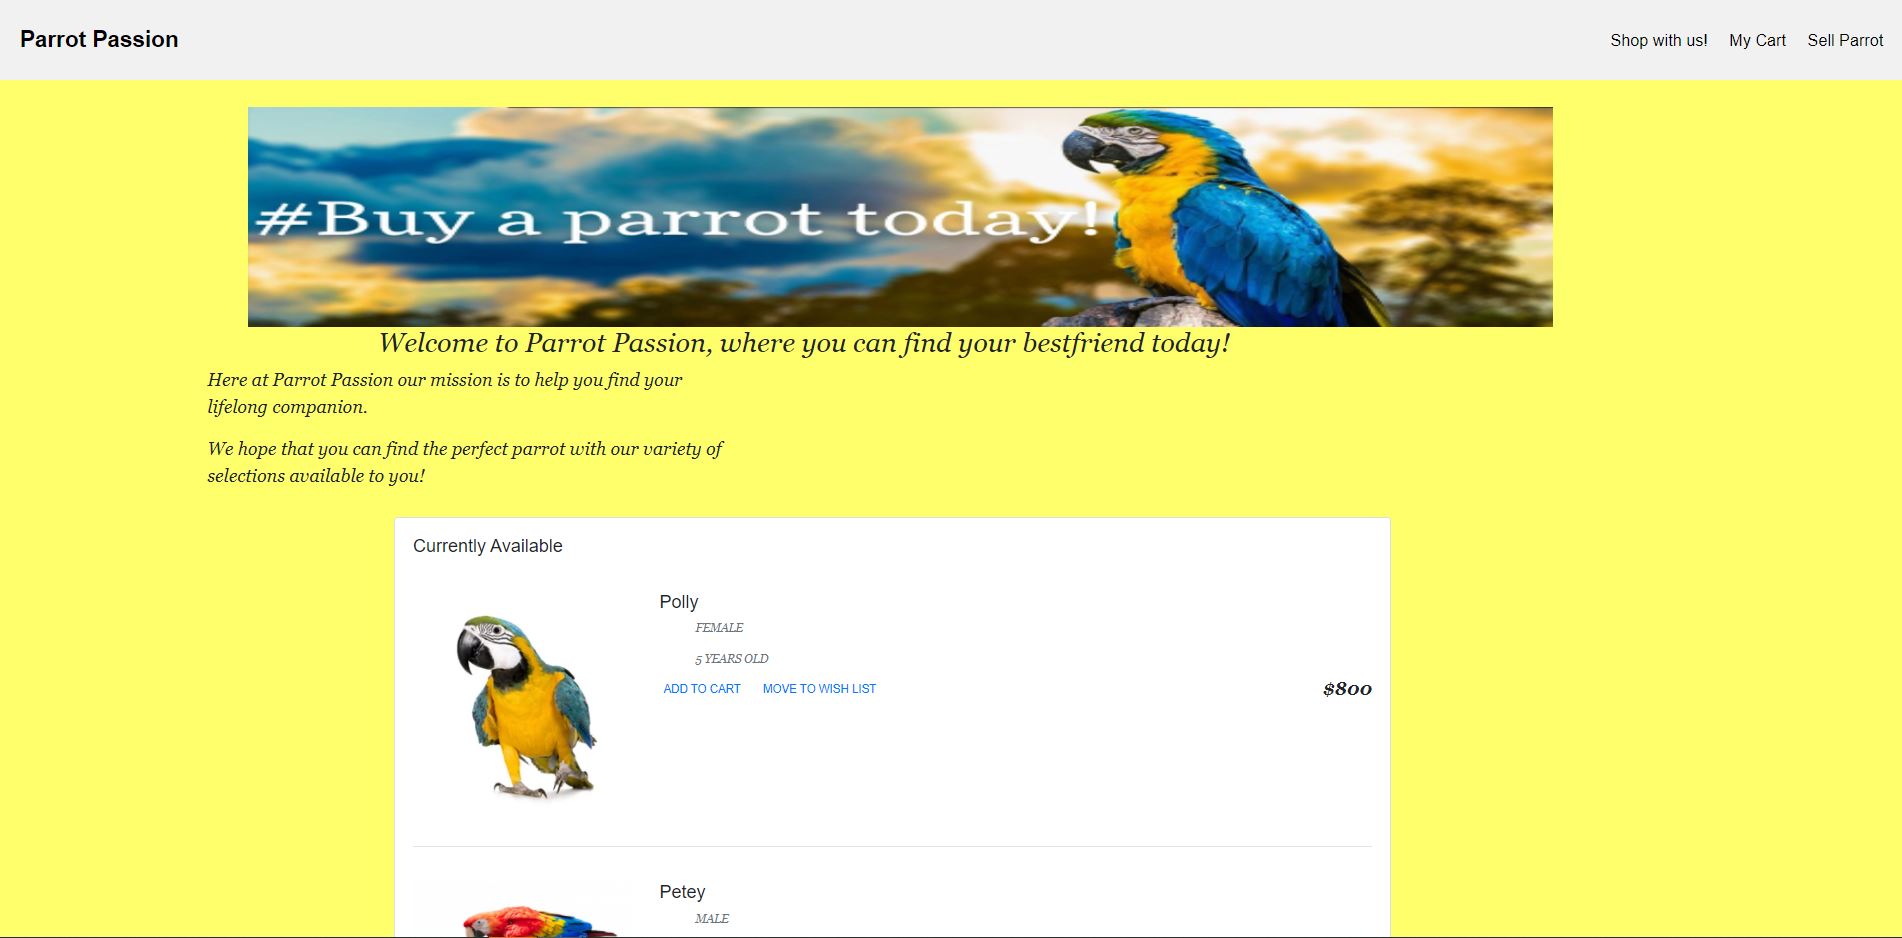 Parrot Passion
Shop with us! My Cart Sell Parrot
#Buy a parrot today!
Welcome to Parrot Passion, where you can find your bestfriend today!
Here at Parrot Passion our mission is to help you find your
lifelong companion.
We hope that you can find the perfect parrot with our variety of
selections available to you!
Currently Available
Polly
FEMALE
5 YEARS OLD
ADD TO CART MOVE TO WISH LIST
$800
Petey
MALE